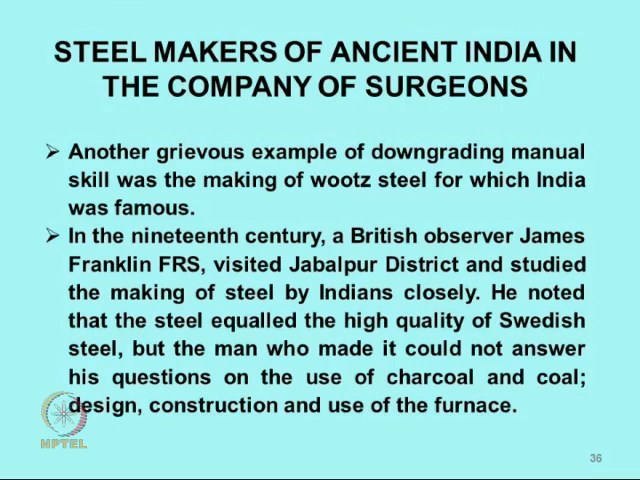 STEEL MAKERS OF ANCIENT INDIA IN
THE COMPANY OF SURGEONS
➢ Another grievous example of downgrading manual
skill was the making of wootz steel for which India
was famous.
➢ In the nineteenth century, a British observer James
Franklin FRS, visited Jabalpur District and studied
the making of steel by Indians closely. He noted
that the steel equalled the high quality of Swedish
steel, but the man who made it could not answer
his questions on the use of charcoal and coal;
design, construction and use of the furnace.
NPTEL
36